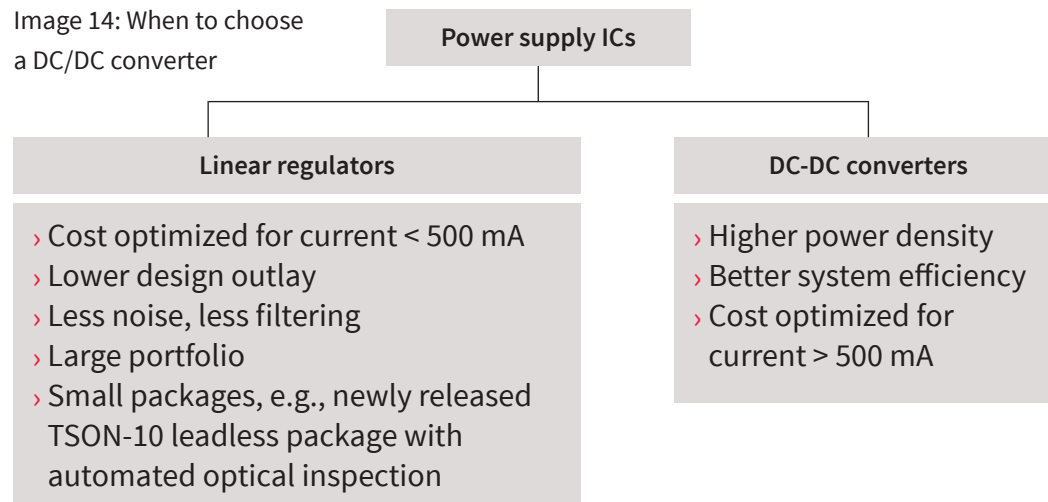 Image 14: When to choose
a DC/DC converter
Power supply ICs
Linear regulators
› Cost optimized for current < 500 mA
› Lower design outlay
› Less noise, less filtering
› Large portfolio
› Small packages, e.g., newly released
TSON-10 leadless package with
automated optical inspection
DC-DC converters
› Higher power density
› Better system efficiency
› Cost optimized for
current > 500 mA